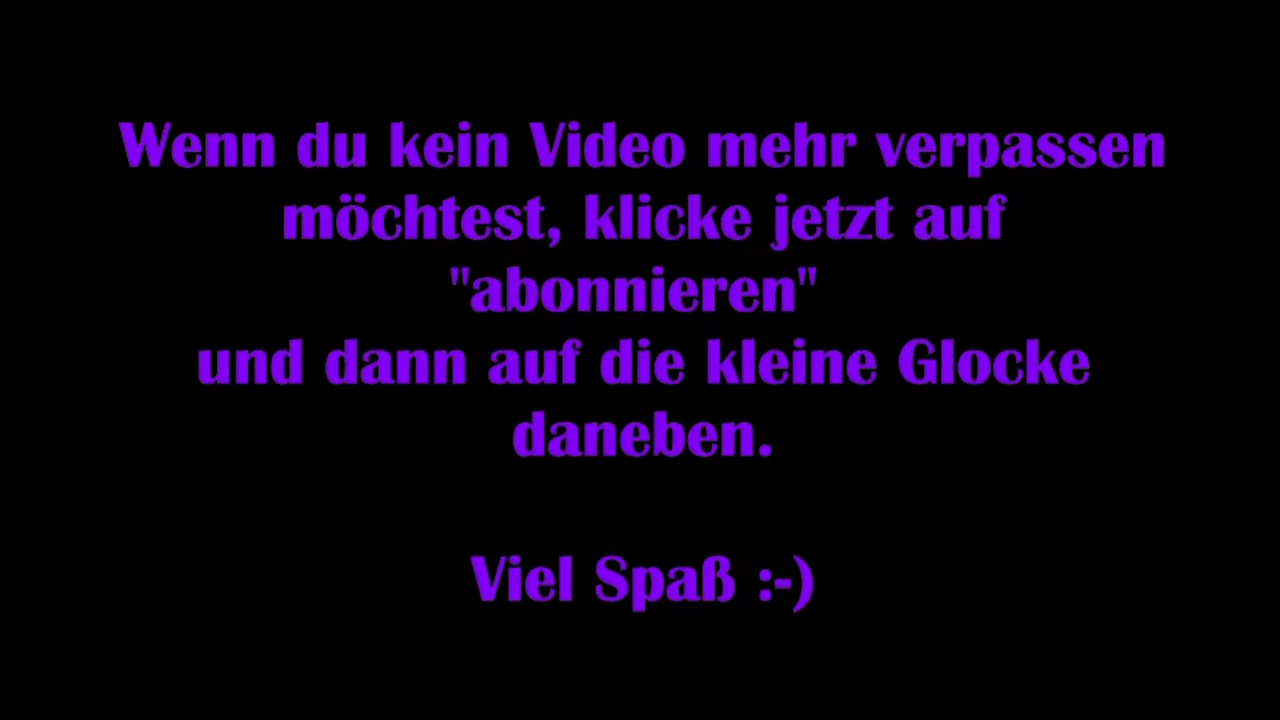 Wenn du kein Video mehr verpassen
möchtest, klicke jetzt auf
"abonnieren"
und dann auf die kleine Glocke
daneben.
Viel Spaß :-)